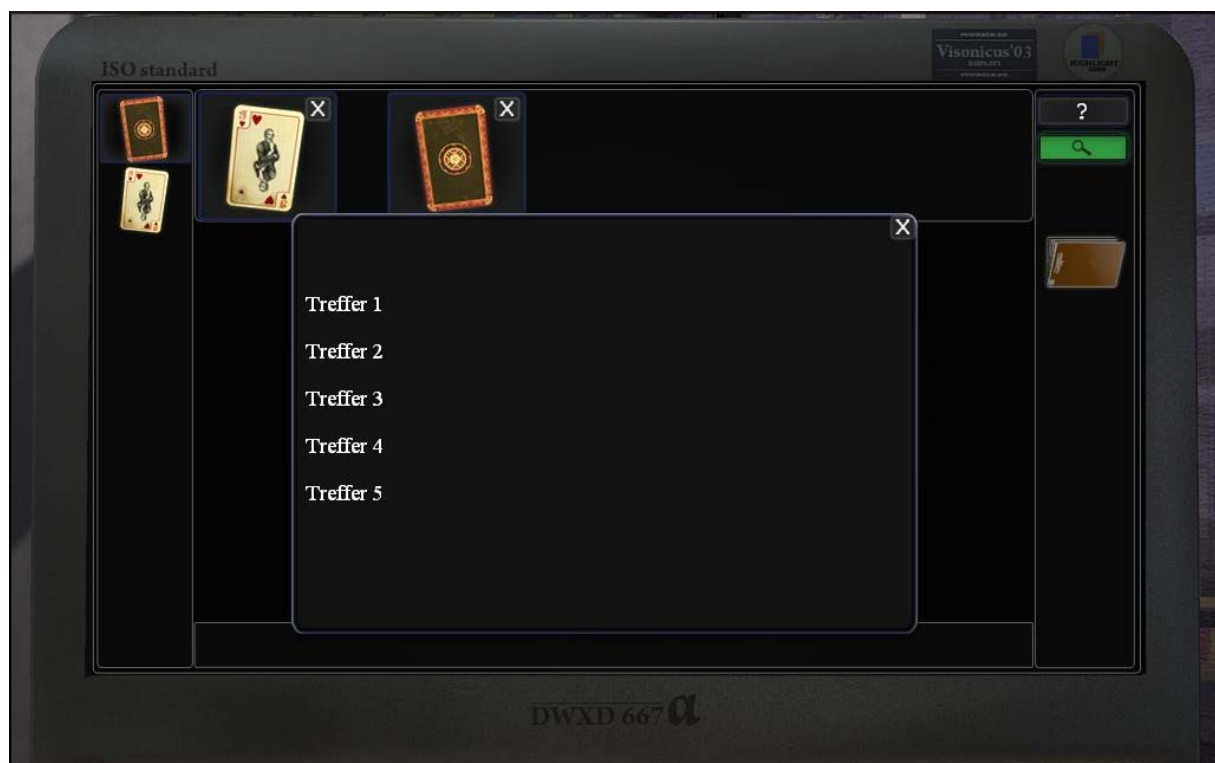 ISO standard
Visonicus'03
X
X
?
X
Treffer 1
Treffer 2
Treffer 3
Treffer 4
Treffer 5
DWXD 667 α